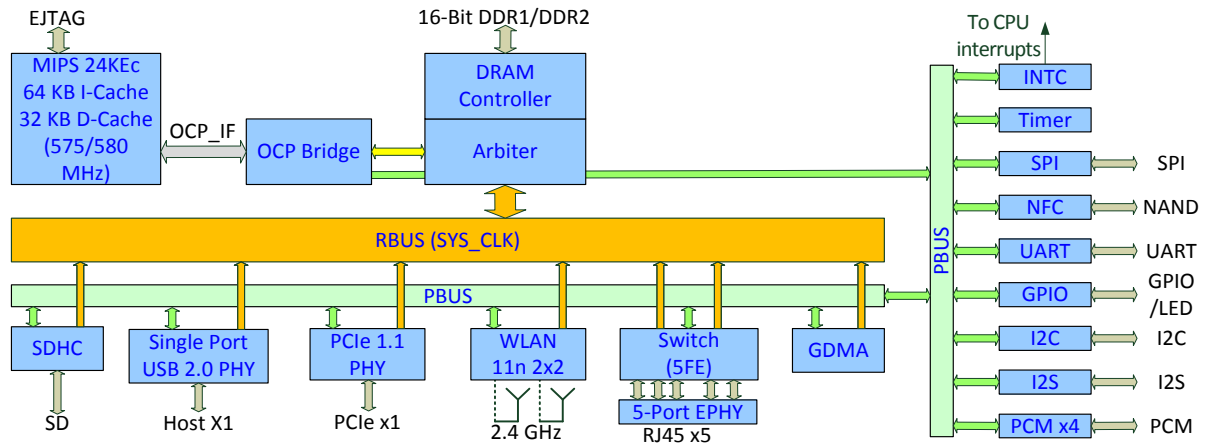 EJTAG
16-Bit DDR1/DDR2
To CPU
interrupts
MIPS 24KEc
64 KB I-Cache
32 KB D-Cache
(575/580
MHz)
OCP_IF
OCP Bridge
DRAM
Controller
Arbiter
RBUS (SYS_CLK)
PBUS
SDHC
Single Port
USB 2.0 PHY
PCIe 1.1
PHY
WLAN
11n 2x2
Switch
(5FE)
GDMA
5-Port EPHY
SD
Host X1
PCIe x1
2.4 GHz
RJ45 x5
PBUS
INTC
Timer
SPI
SPI
NFC
NAND
UART
UART
GPIO
GPIO
/LED
I2C
I2C
I2S
I2S
PCM x4
PCM